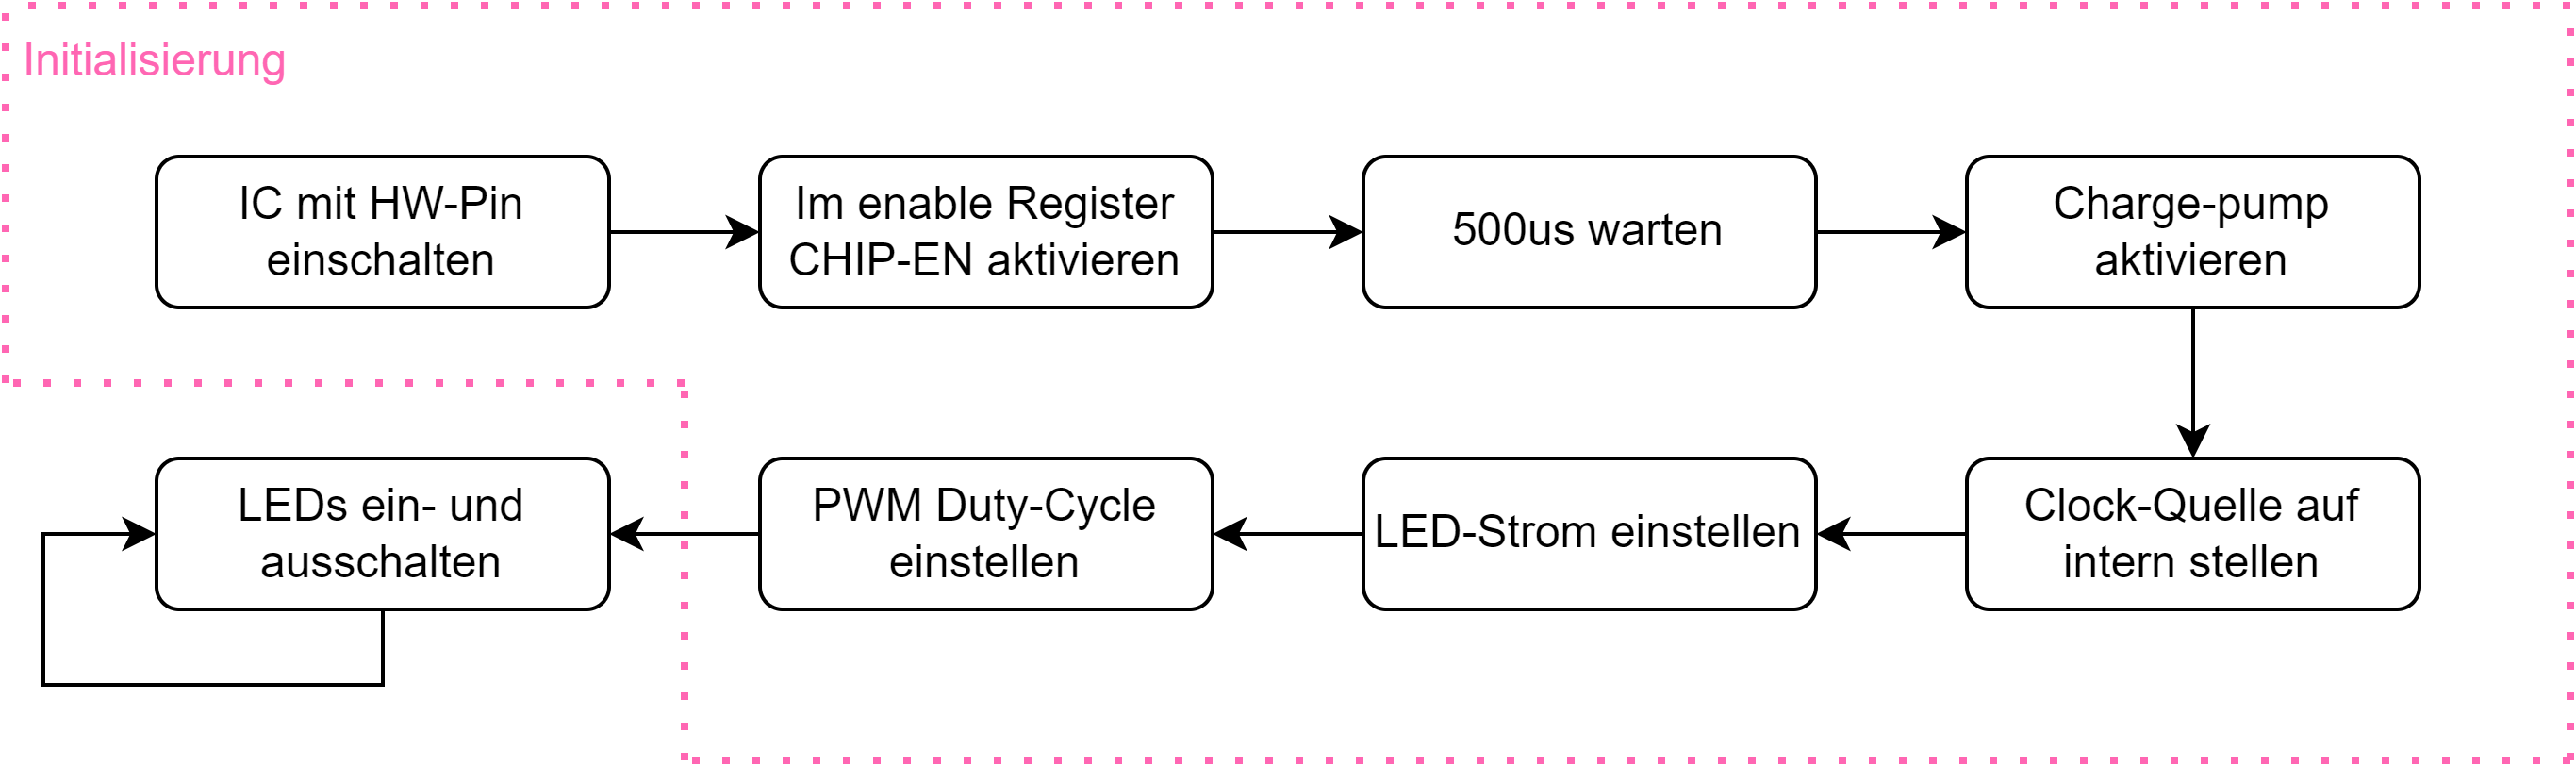 Initialisierung
IC mit HW-Pin
einschalten
Im enable Register
CHIP-EN aktivieren
500us warten
Charge-pump
aktivieren
Clock-Quelle auf
intern stellen
LED-Strom einstellen
PWM Duty-Cycle
einstellen
LEDs ein- und
ausschalten